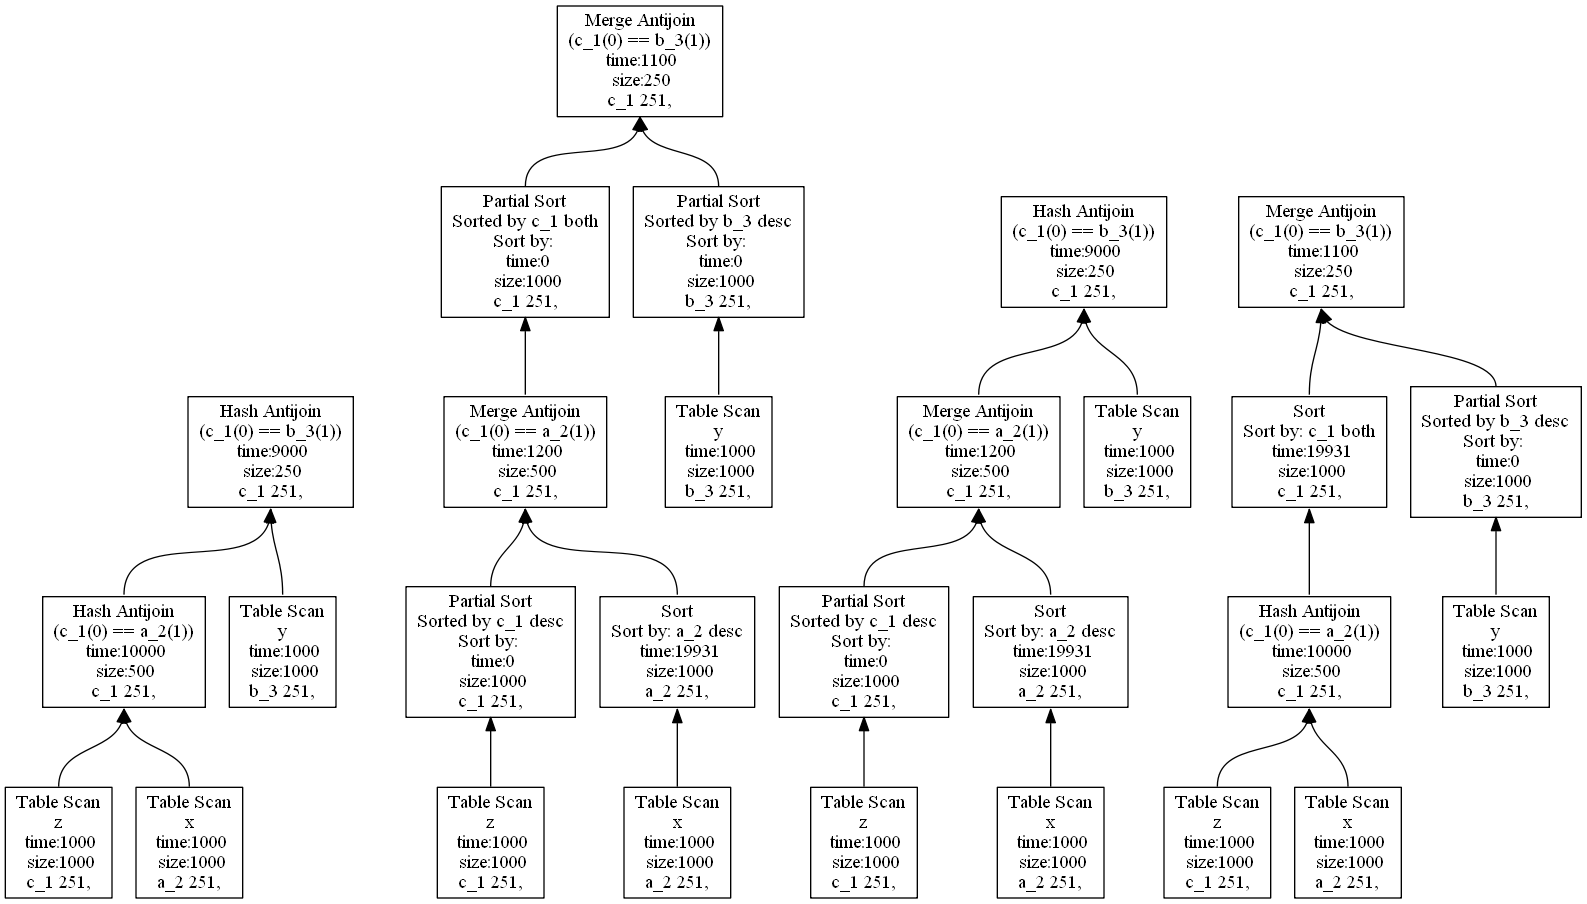 Merge Antijoin
(c_1(0) == b_3(1))
time:1100
size:250
c_1 251,
Partial Sort
Sorted by c_1 both
Sort by:
time:0
size:1000
c_1 251,
Partial Sort
Sorted by b_3 desc
Sort by:
time:0
size:1000
b_3 251,
Hash Antijoin
(c_1(0) == b_3(1))
time:9000
size:250
c_1 251,
Merge Antijoin
(c_1(0) == b_3(1))
time:1100
size:250
c_1 251,
Hash Antijoin
(c_1(0) == b_3(1))
time:9000
size:250
c_1 251,
Merge Antijoin
(c_1(0) == a_2(1))
time:1200
size:500
c_1 251,
Table Scan
y
time:1000
size:1000
b_3 251,
Merge Antijoin
(c_1(0) == a_2(1))
time:1200
size:500
c_1 251,
Table Scan
y
time:1000
size:1000
b_3 251,
Sort
Sort by: c_1 both
time:19931
size:1000
c_1 251,
Partial Sort
Sorted by b_3 desc
Sort by:
time:0
size:1000
b_3 251,
Hash Antijoin
(c_1(0) == a_2(1))
time:10000
size:500
c_1 251,
Table Scan
y
time:1000
size:1000
b_3 251,
Partial Sort
Sorted by c_1 desc
Sort by:
time:0
size:1000
c_1 251,
Sort
Sort by: a_2 desc
time:19931
size:1000
a_2 251,
Partial Sort
Sorted by c_1 desc
Sort by:
time:0
size:1000
c_1 251,
Sort
Sort by: a_2 desc
time:19931
size:1000
a_2 251,
Hash Antijoin
(c_1(0) == a_2(1))
time:10000
size:500
c_1 251,
Table Scan
y
time:1000
size:1000
b_3 251,
Table Scan
z
time:1000
size:1000
c_1 251,
Table Scan
x
time:1000
size:1000
a_2 251,
Table Scan
z
time:1000
size:1000
c_1 251,
Table Scan
x
time:1000
size:1000
a_2 251,
Table Scan
z
time:1000
size:1000
c_1 251,
Table Scan
x
time:1000
size:1000
a_2 251,
Table Scan
z
time:1000
size:1000
c_1 251,
Table Scan
x
time:1000
size:1000
a_2 251,